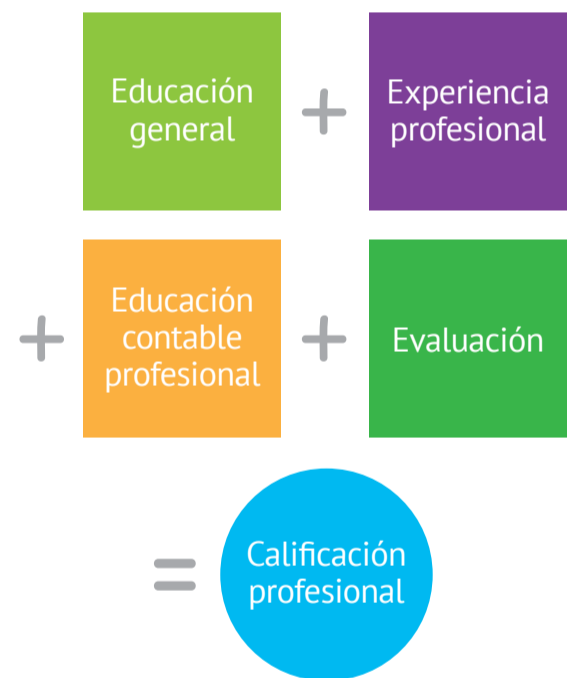 Educación
general
+
Experiencia
profesional
+
Educación
contable
profesional
+
Evaluación
=
Calificación
profesional